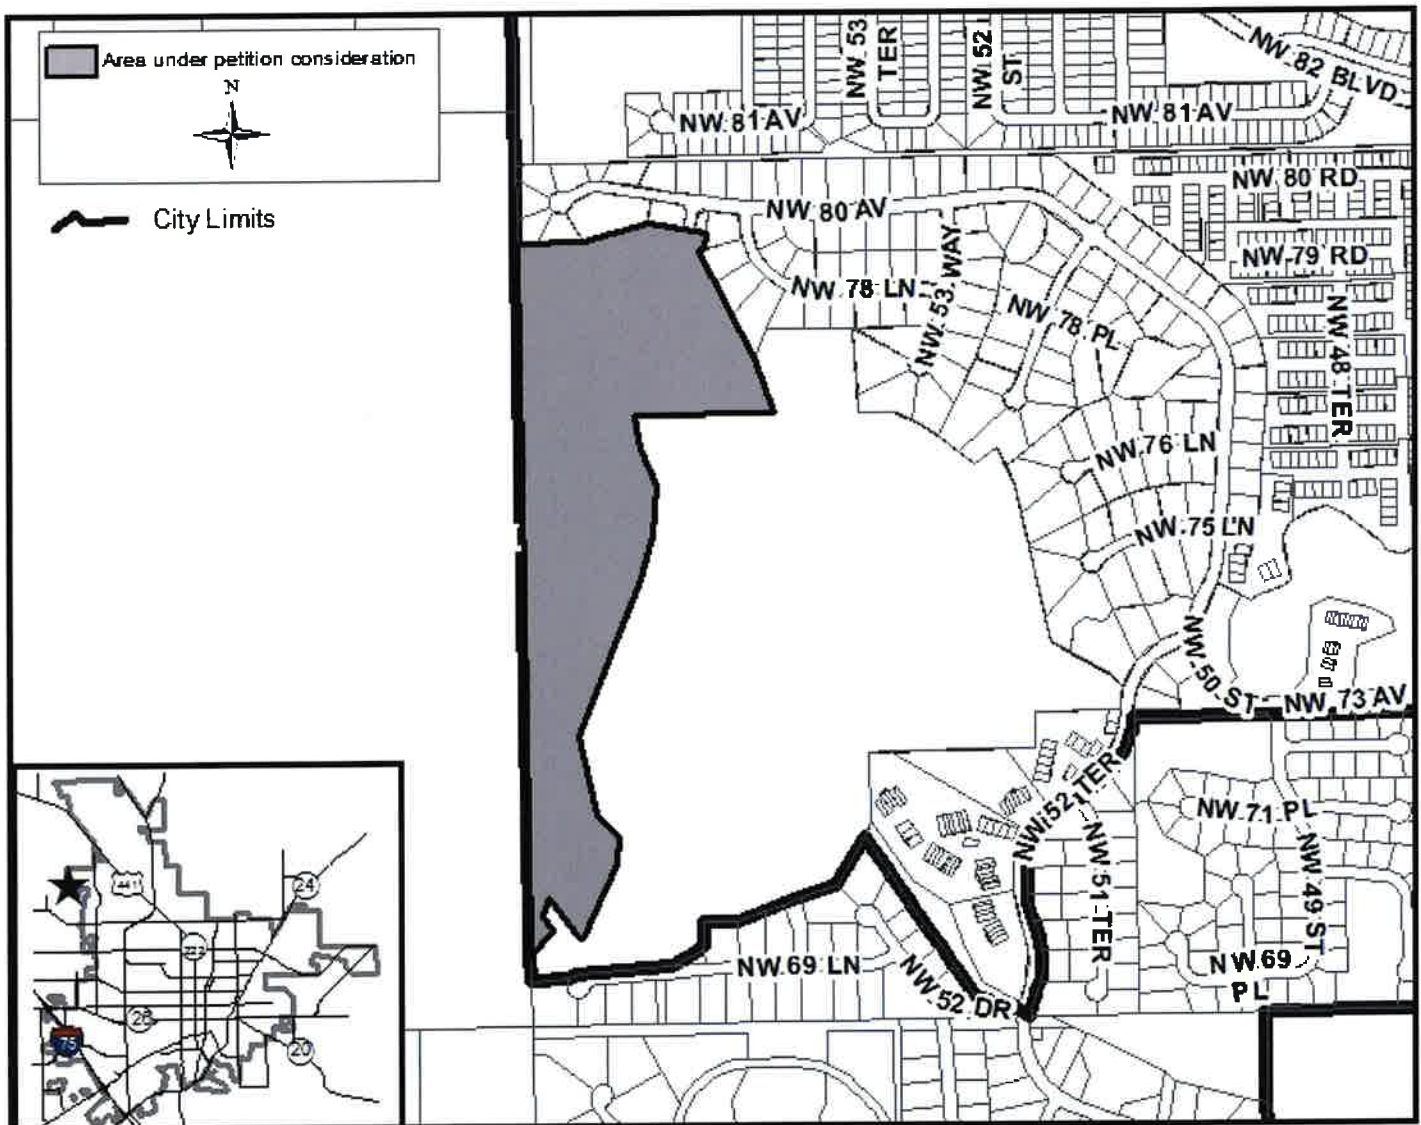 Area under petition consideration
N
City Limits
NW 53 TER
NW 52 ST
NW 82 BLVD
NW 81 AV
NW 81 AV
NW 80 RD
NW 80 AV
NW 79 RD
NW 53 WAY
NW 78 LN
NW 78 PL
NW 48 TER
NW 76 LN
NW 75 LN
NW 50 ST
NW 73 AV
NW 52 TER
NW 71 PL
NW 51 TER
NW 49 ST
NW 69 LN
NW 52 DR
NW 69
PL
441
24
222
26
75
20